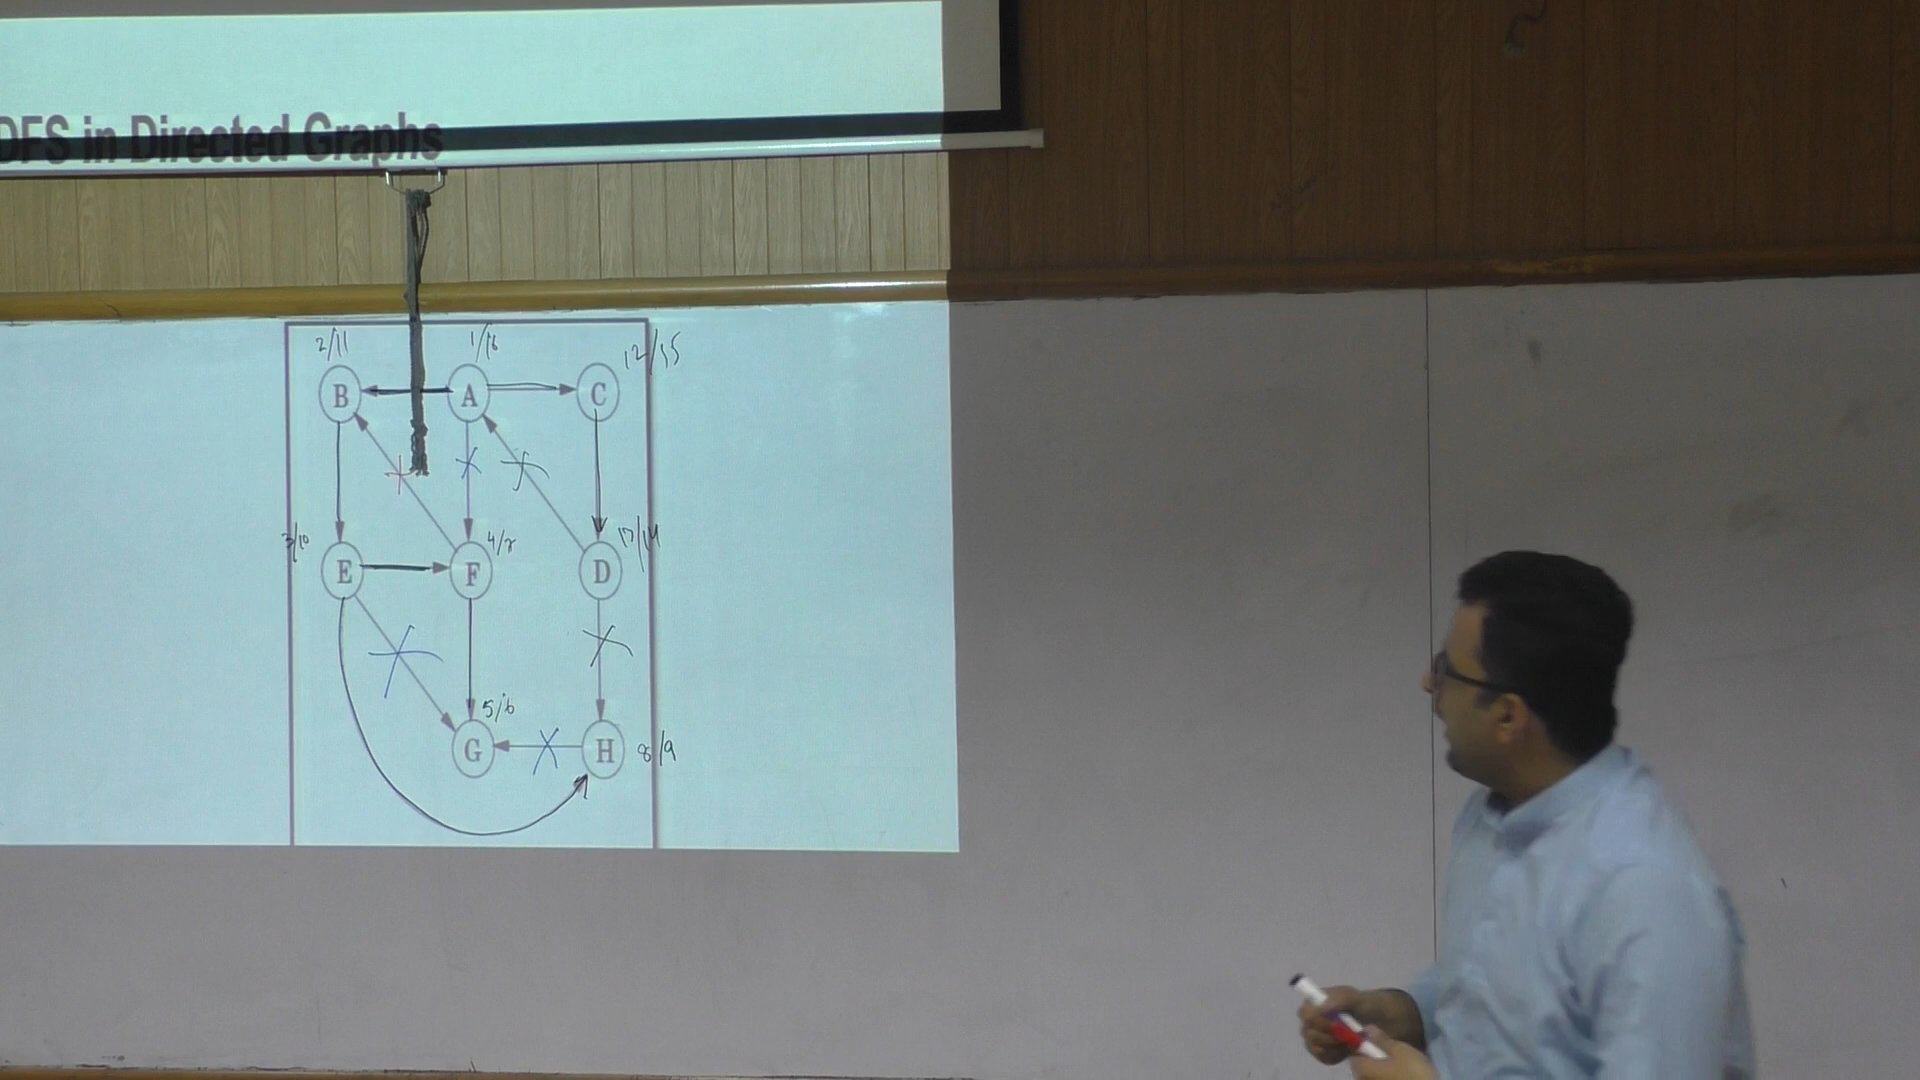 DFS in Directed Graphs
2/11 1/16 12/15
B A C
3/10 4/7 13/14
E F D
5/6
G H 8/9